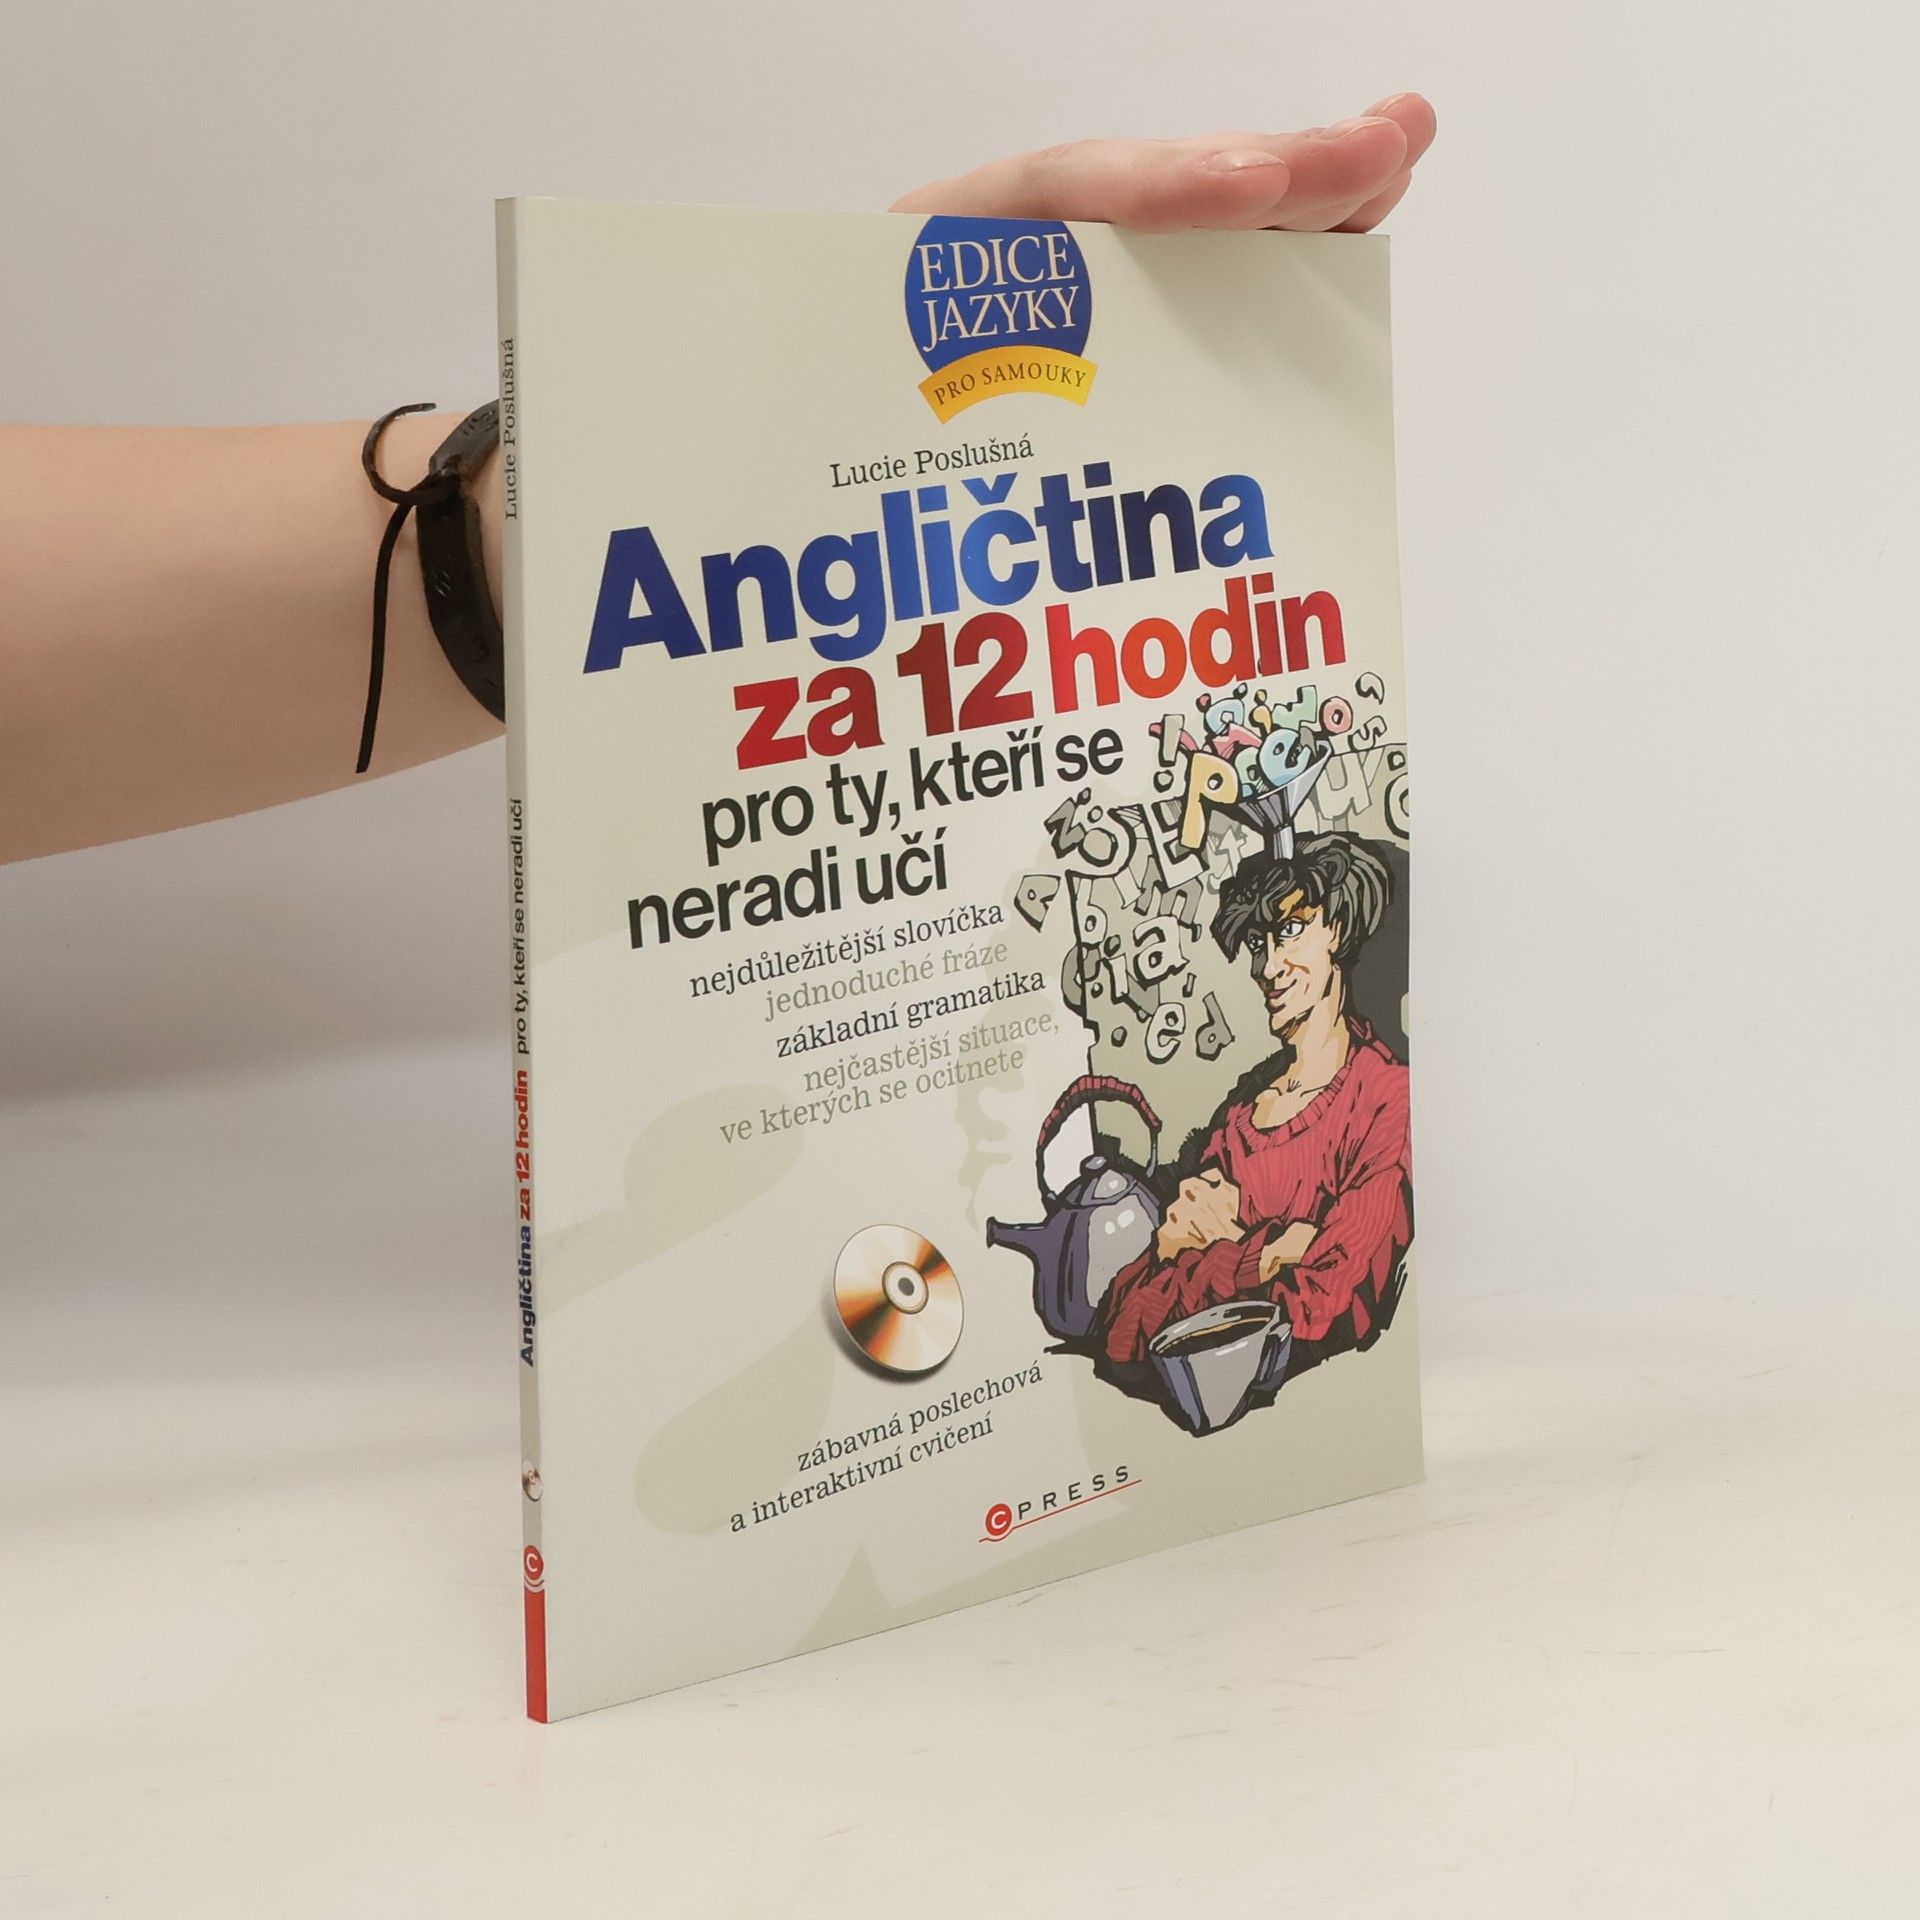 EDICE
JAZYKY
PRO SAMOUKY
Lucie Poslušná
Angličtina
za 12 hodin
pro ty, kteří se
neradi učí
nejdůležitější slovíčka
jednoduché fráze
základní gramatika
nejčastější situace,
ve kterých se ocitnete
zábavná poslechová
a interaktivní cvičení
CPRESS
Lucie Poslušná
Angličtina za 12 hodin pro ty, kteří se neradi učí
C